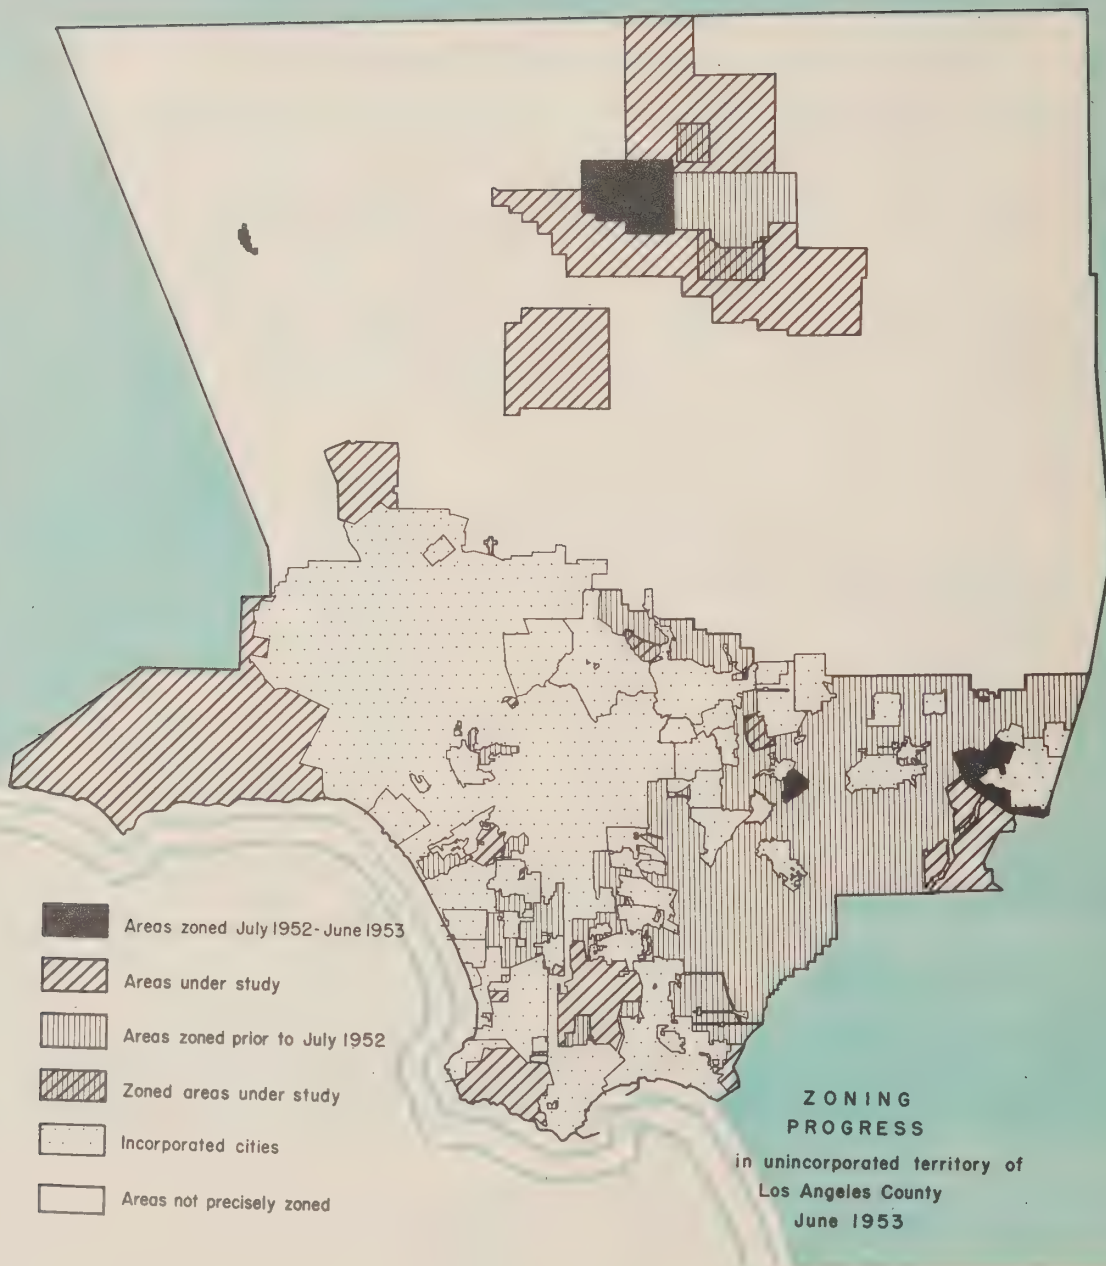 Areas zoned July 1952-June 1953
Areas under study
Areas zoned prior to July 1952
Zoned areas under study
Incorporated cities
Areas not precisely zoned
ZONING
PROGRESS
in unincorporated territory of
Los Angeles County
June 1953